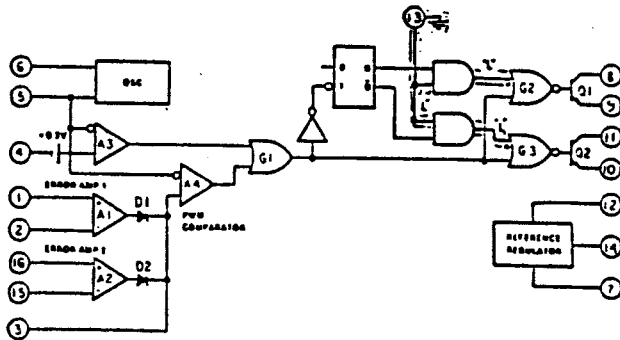 6
OSC
5
13
D Q
T Q
"L"
G2
8
Q1
9
+0.7V
4
A3
G1
"L"
"L"
G3
11
Q2
10
ERROR AMP 1
A4
1
A1
D1
PWM
COMPARATOR
2
12
ERROR AMP 2
16
A2
D2
REFERENCE
REGULATOR
14
15
7
3